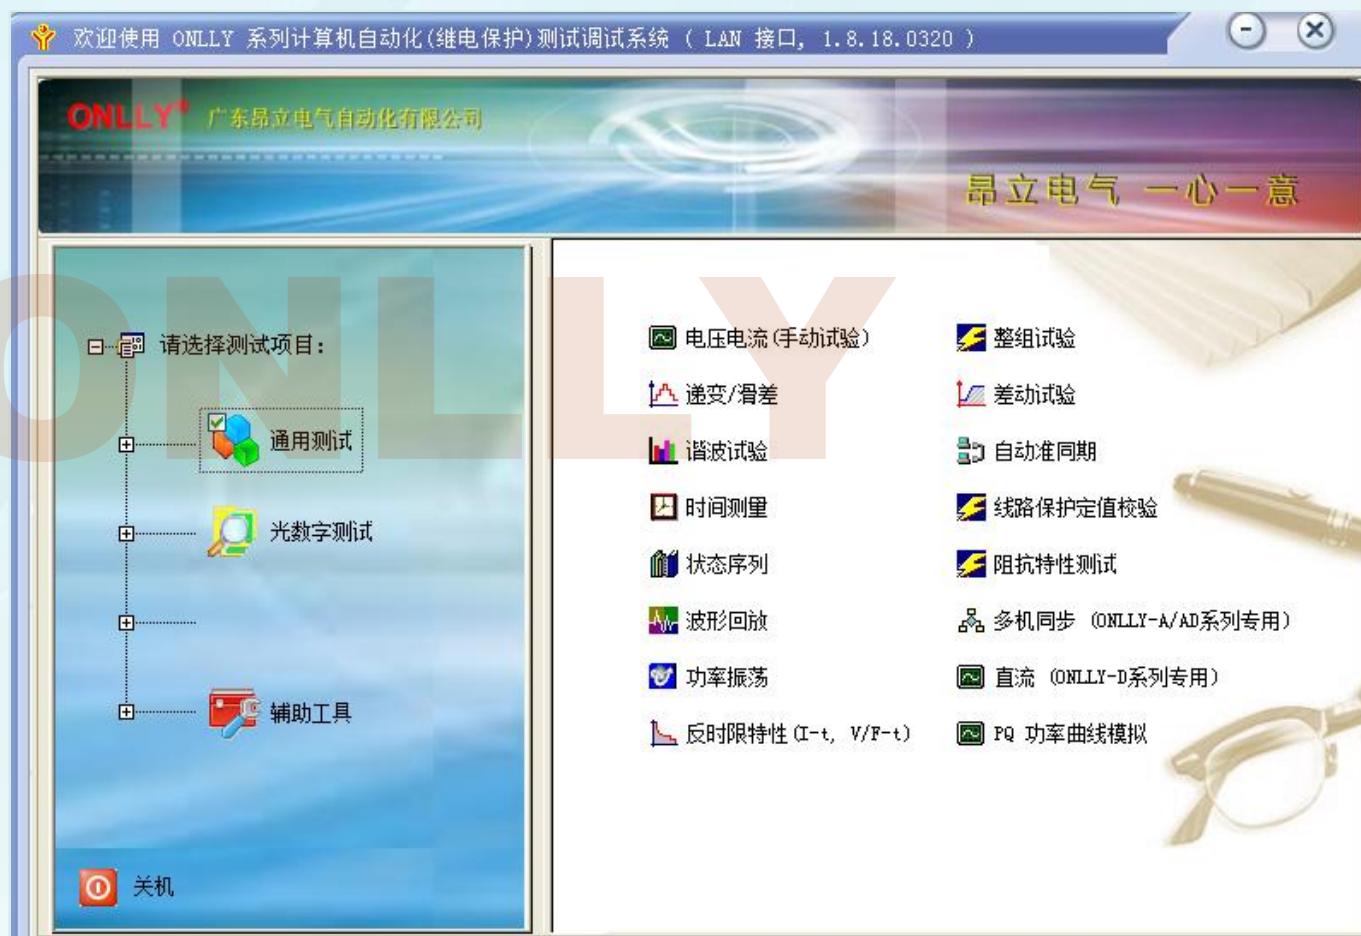 欢迎使用 ONLLY 系列计算机自动化(继电保护)测试调试系统 ( LAN 接口, 1.8.18.0320 )
ONLLY® 广东昂立电气自动化有限公司
昂立电气 一心一意
ONLLY
请选择测试项目:
通用测试
光数字测试
辅助工具
关机
电压电流(手动试验)
整组试验
递变/滑差
差动试验
谐波试验
自动准同期
时间测量
线路保护定值校验
状态序列
阻抗特性测试
波形回放
多机同步 (ONLLY-A/AD系列专用)
功率振荡
直流 (ONLLY-D系列专用)
反时限特性(I-t, V/F-t)
PQ 功率曲线模拟